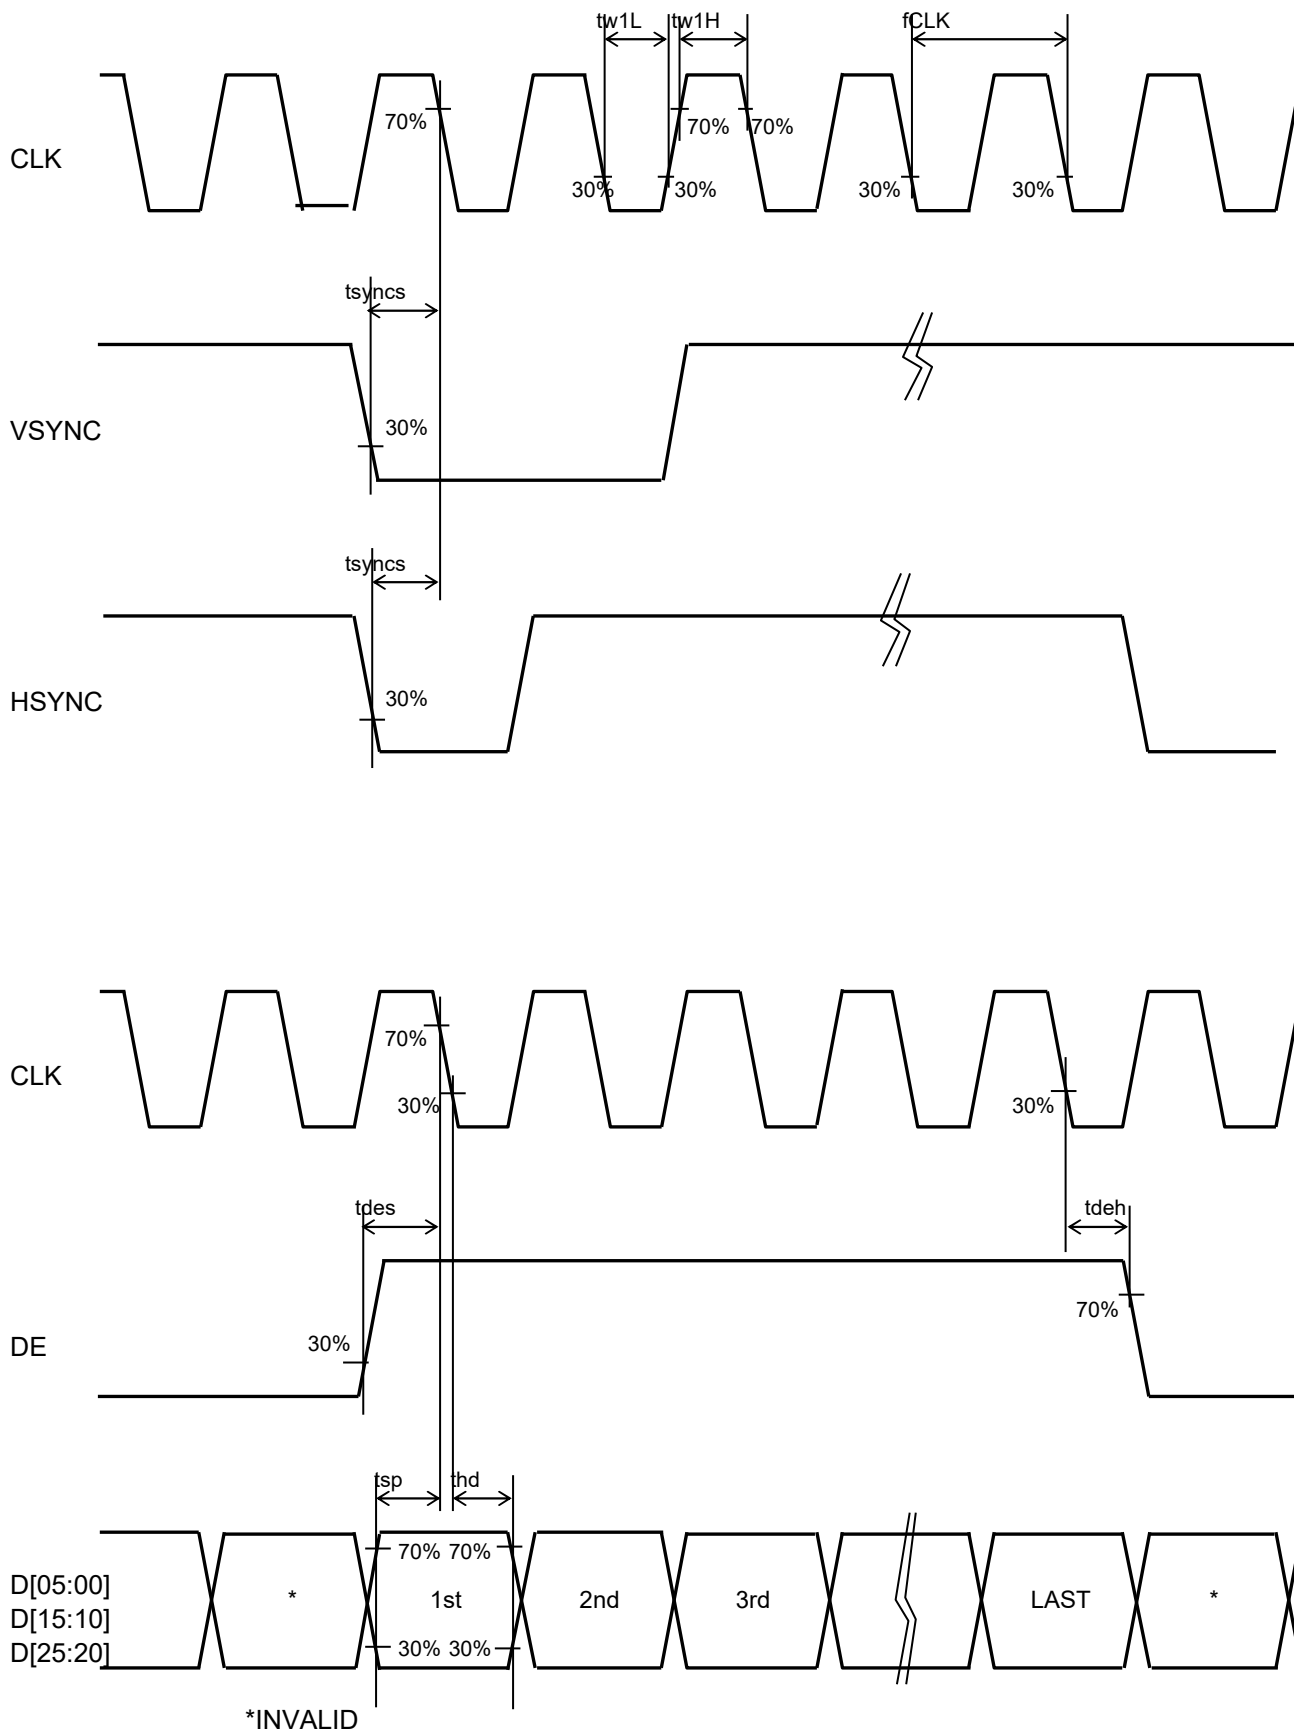 tw1L tw1H fCLK
70% 70% 70%
CLK
30% 30% 30% 30%
tsyncs
VSYNC
30%
tsyncs
HSYNC
30%
70%
CLK
30% 30%
tdes tdeh
70%
DE
30%
tsp thd
70% 70%
D[05:00]
* 1st 2nd 3rd LAST *
D[15:10]
D[25:20]
30% 30%
*INVALID